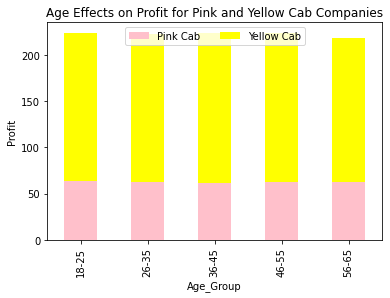 Age Effects on Profit for Pink and Yellow Cab Companies
Pink Cab
Yellow Cab
200
150
100
50
0
Profit
18-25
26-35
36-45
46-55
56-65
Age_Group